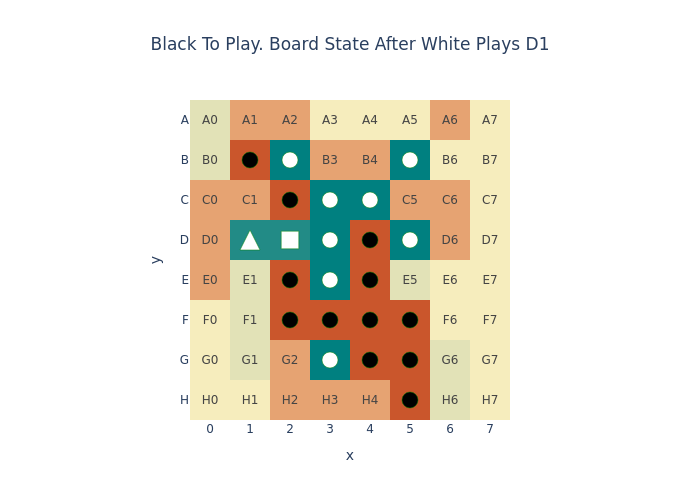 Black To Play. Board State After White Plays D1
A A0 A1 A2 A3 A4 A5 A6 A7
B B0 B3 B4 B6 B7
C C0 C1 C5 C6 C7
D D0 D6 D7
E E0 E1 E5 E6 E7
F F0 F1 F6 F7
G G0 G1 G2 G6 G7
H H0 H1 H2 H3 H4 H6 H7
0 1 2 3 4 5 6 7
x
y